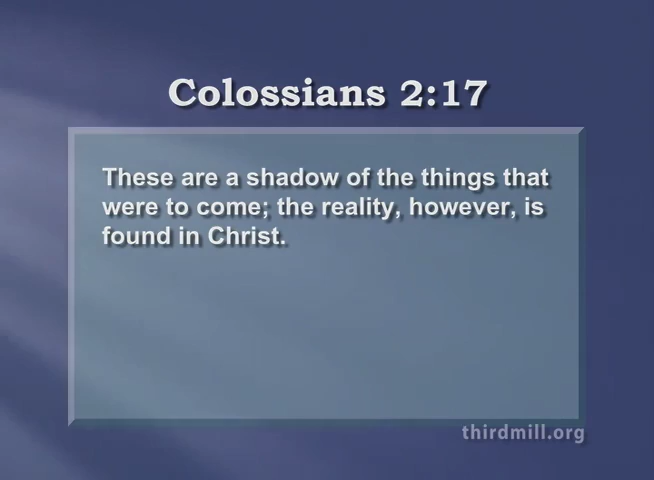 Colossians 2:17
These are a shadow of the things that
were to come; the reality, however, is
found in Christ.
thirdmill.org